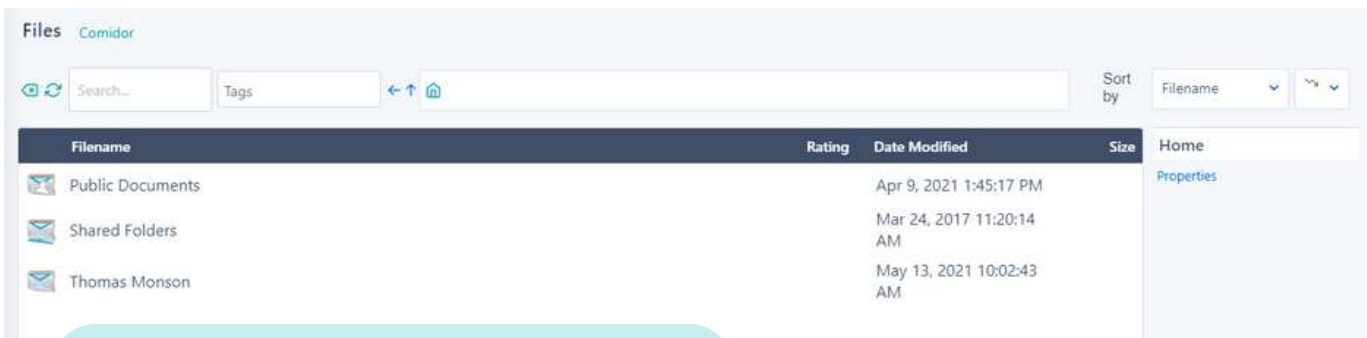 Files Comidor
Search... Tags Sort by Filename
Filename Rating Date Modified Size Home
Properties
Public Documents Apr 9, 2021 1:45:17 PM
Shared Folders Mar 24, 2017 11:20:14 AM
Thomas Monson May 13, 2021 10:02:43 AM